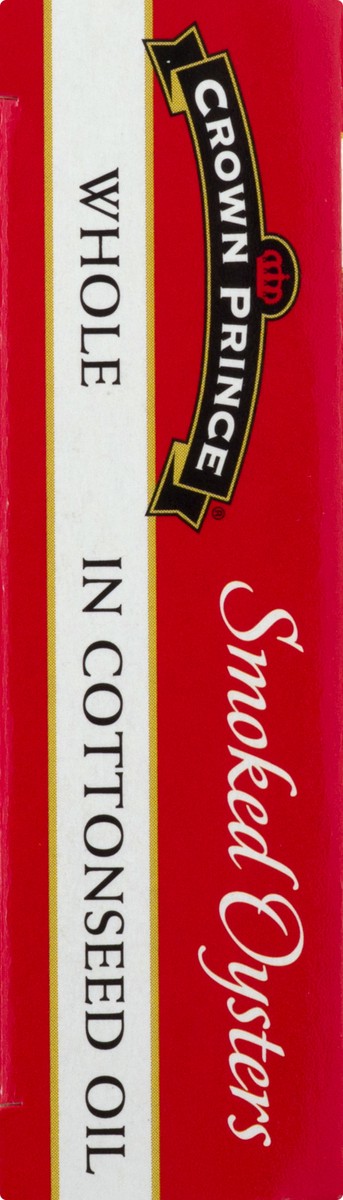 CROWN PRINCE®
Smoked Oysters
WHOLE IN COTTONSEED OIL